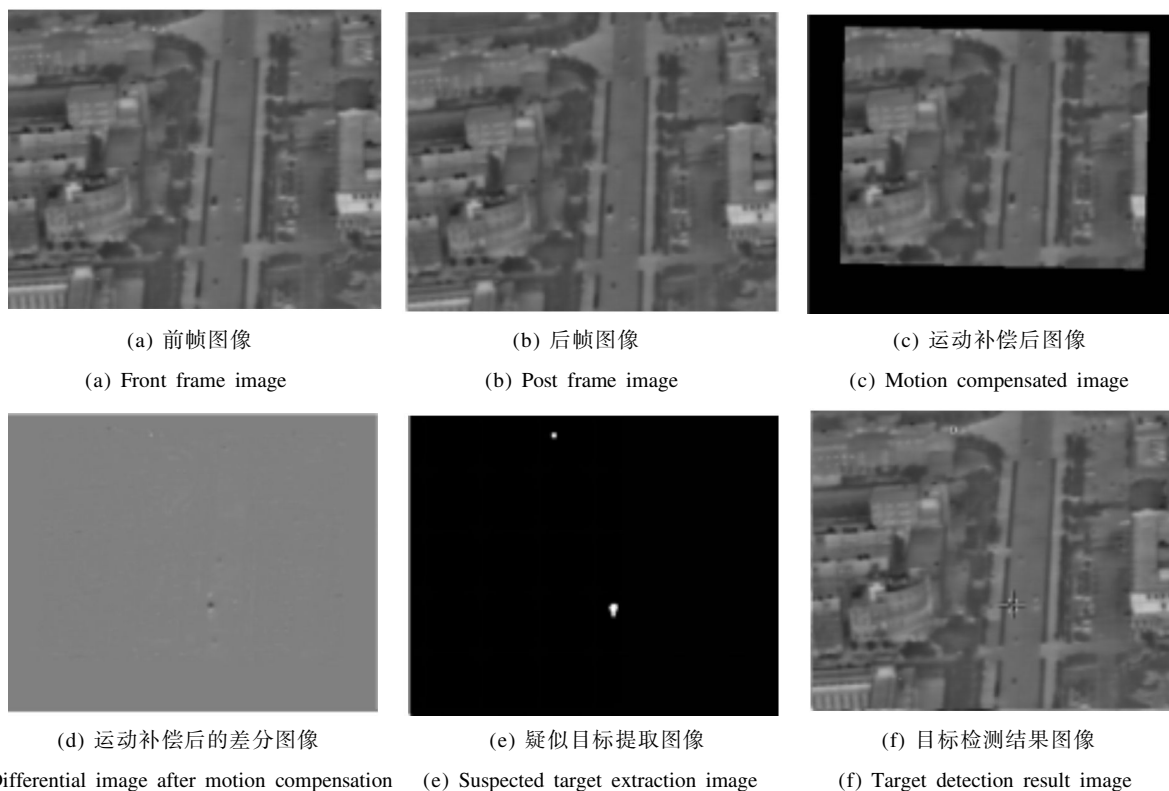 (a) 前帧图像
(b) 后帧图像
(c) 运动补偿后图像
(a) Front frame image
(b) Post frame image
(c) Motion compensated image
(d) 运动补偿后的差分图像
(e) 疑似目标提取图像
(f) 目标检测结果图像
Differential image after motion compensation
(e) Suspected target extraction image
(f) Target detection result image